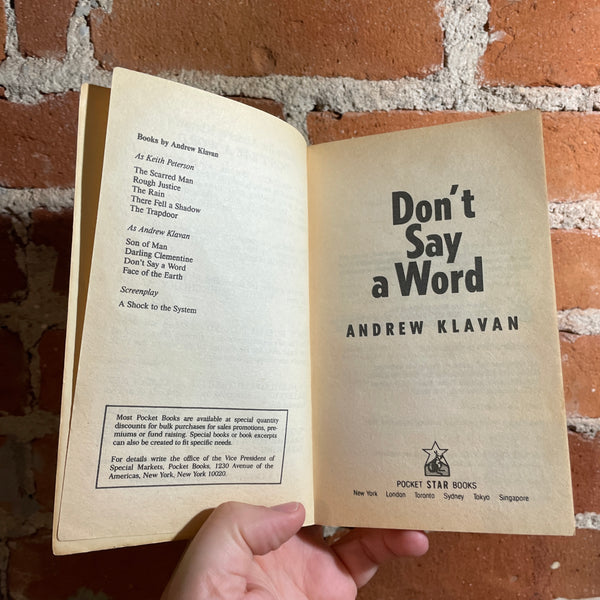 Books by Andrew Klavan
As Keith Peterson
The Scarred Man
Rough Justice
The Rain
There Fell a Shadow
The Trapdoor
As Andrew Klavan
Son of Man
Darling Clementine
Don't Say a Word
Face of the Earth
Screenplay
A Shock to the System
Most Pocket Books are available at special quantity
discounts for bulk purchases for sales promotions, pre-
miums or fund raising. Special books or book excerpts
can also be created to fit specific needs.
For details write the office of the Vice President of
Special Markets, Pocket Books, 1230 Avenue of the
Americas, New York, New York 10020.
Don't
Say
a Word
ANDREW KLAVAN
POCKET STAR BOOKS
New York London Toronto Sydney Tokyo Singapore